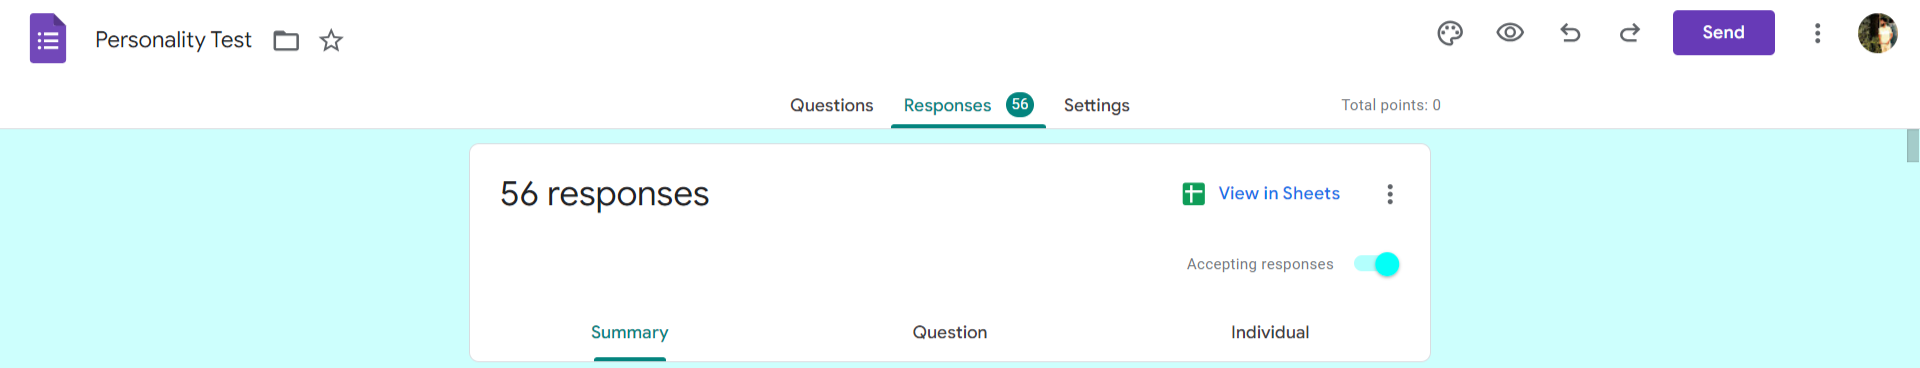 Personality Test
Send
Questions Responses 56 Settings Total points: 0
56 responses
View in Sheets
Accepting responses
Summary Question Individual